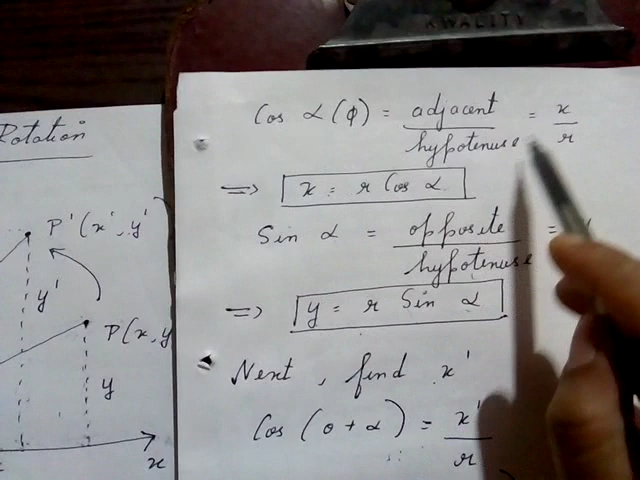 KWALITY
Rotation
P'(x', y'
y'
P(x, y
y
x
Cos α(φ) = adjacent / hypotenuse = x / r
=> x = r Cos α.
Sin α = opposite / hypotenuse =
=> y = r Sin α
Next, find x'
Cos (θ + α) = x' / r